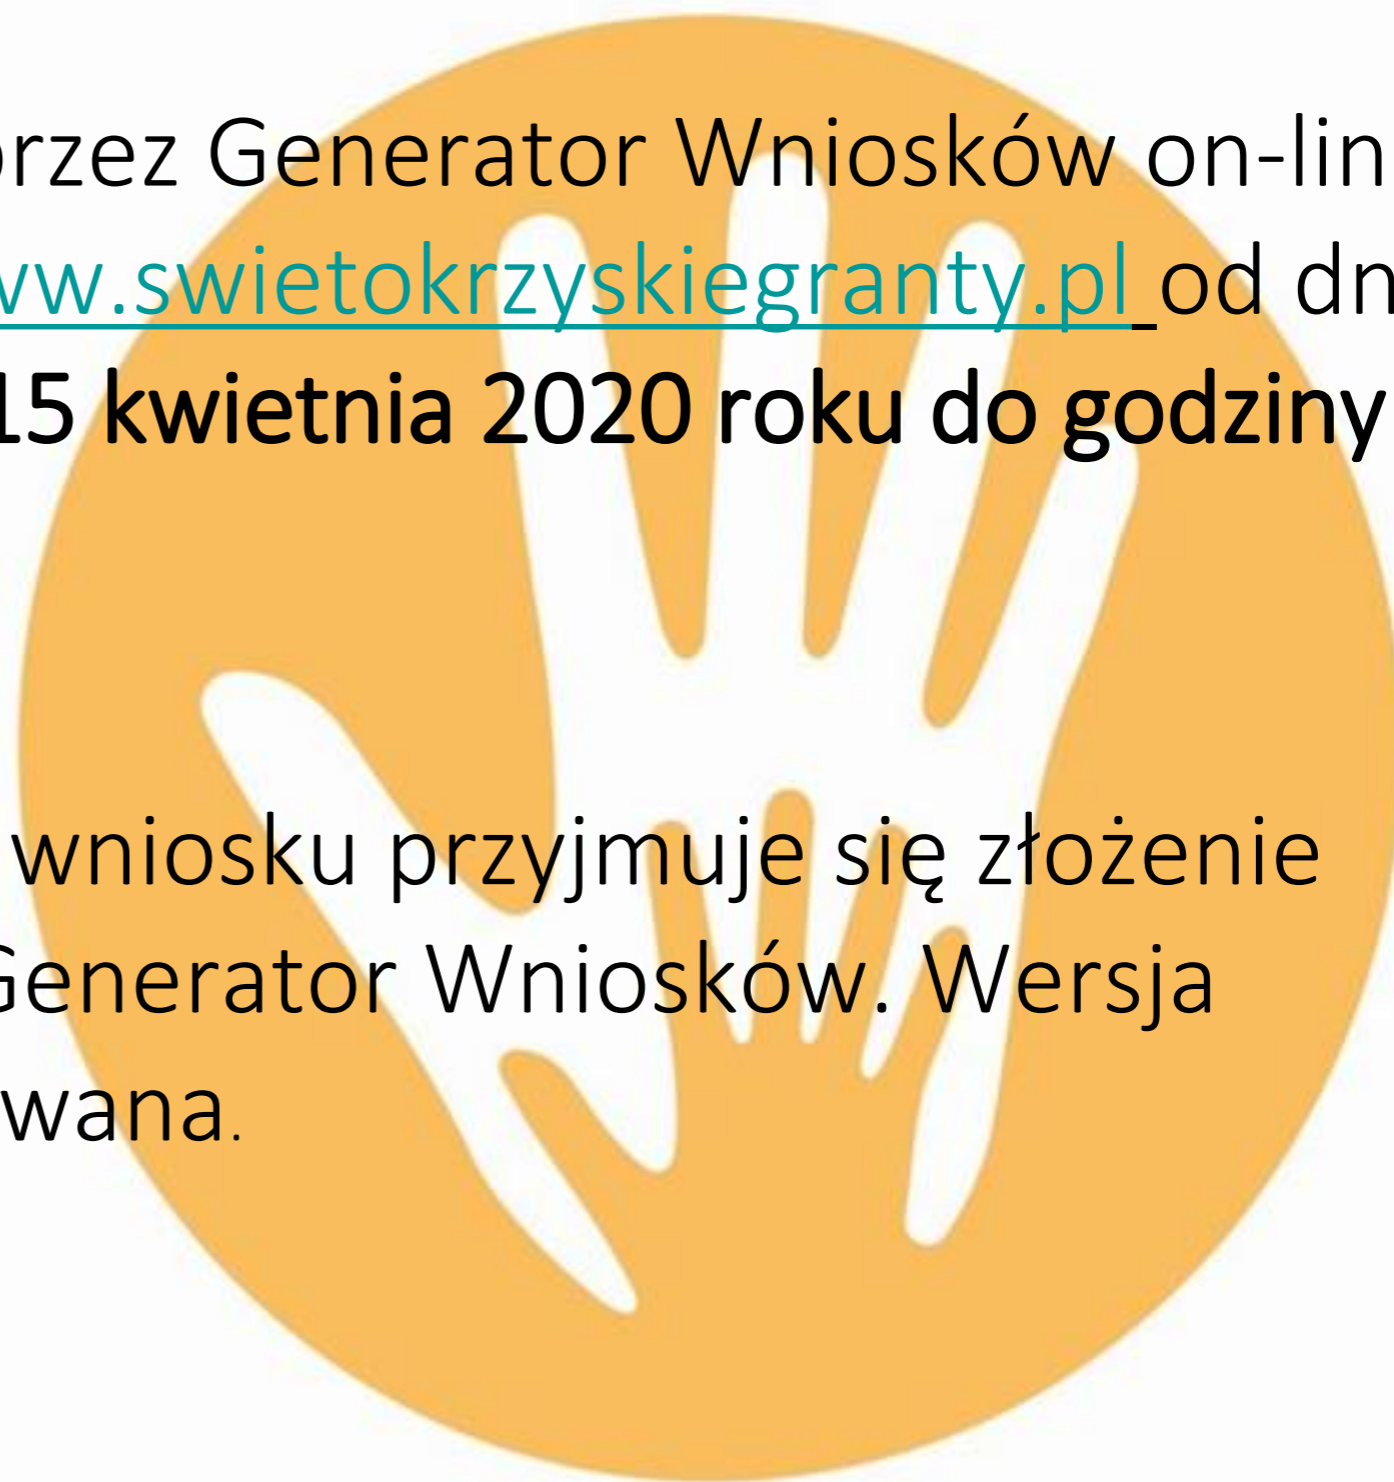 przez Generator Wniosków on-lin
ww.swietokrzyskiegranty.pl od dn
15 kwietnia 2020 roku do godziny
wniosku przyjmuje się złożenie
Generator Wniosków. Wersja
wana.